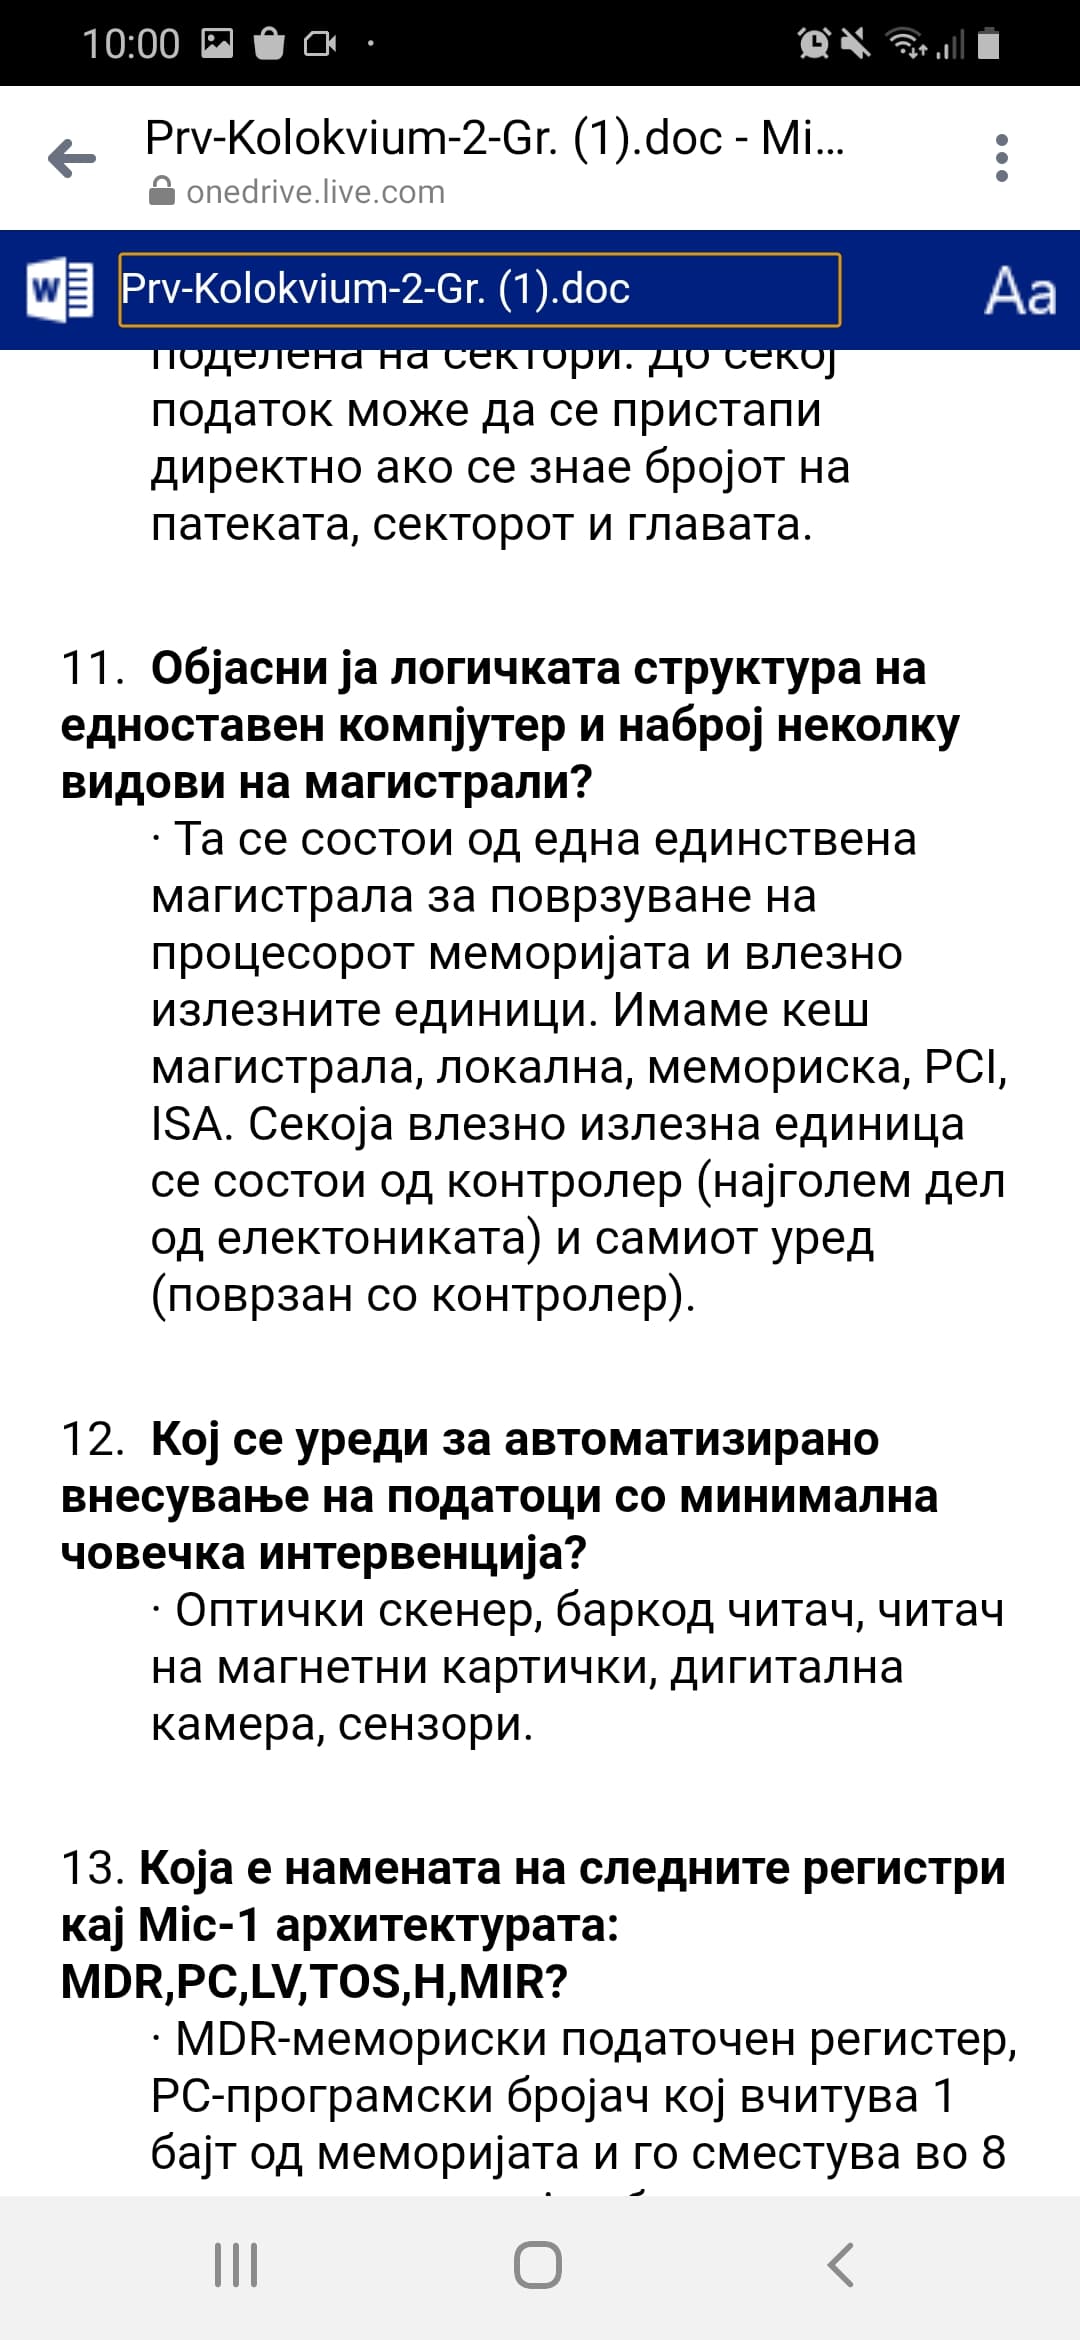 10:00
Prv-Kolokvium-2-Gr. (1).doc - Mi...
onedrive.live.com
W Prv-Kolokvium-2-Gr. (1).doc Aa
поделена на сектори. До секој
податок може да се пристапи
директно ако се знае бројот на
патеката, секторот и главата.
11. Објасни ја логичката структура на
едноставен компјутер и наброј неколку
видови на магистрали?
· Та се состои од една единствена
магистрала за поврзуване на
процесорот меморијата и влезно
излезните единици. Имаме кеш
магистрала, локална, мемориска, PCI,
ISA. Секоја влезно излезна единица
се состои од контролер (најголем дел
од електониката) и самиот уред
(поврзан со контролер).
12. Кој се уреди за автоматизирано
внесување на податоци со минимална
човечка интервенција?
· Оптички скенер, баркод читач, читач
на магнетни картички, дигитална
камера, сензори.
13. Која е намената на следните регистри
кај Mic-1 архитектурата:
MDR,PC,LV,TOS,H,MIR?
· MDR-мемориски податочен регистер,
PC-програмски бројач кој вчитува 1
бајт од меморијата и го сместува во 8